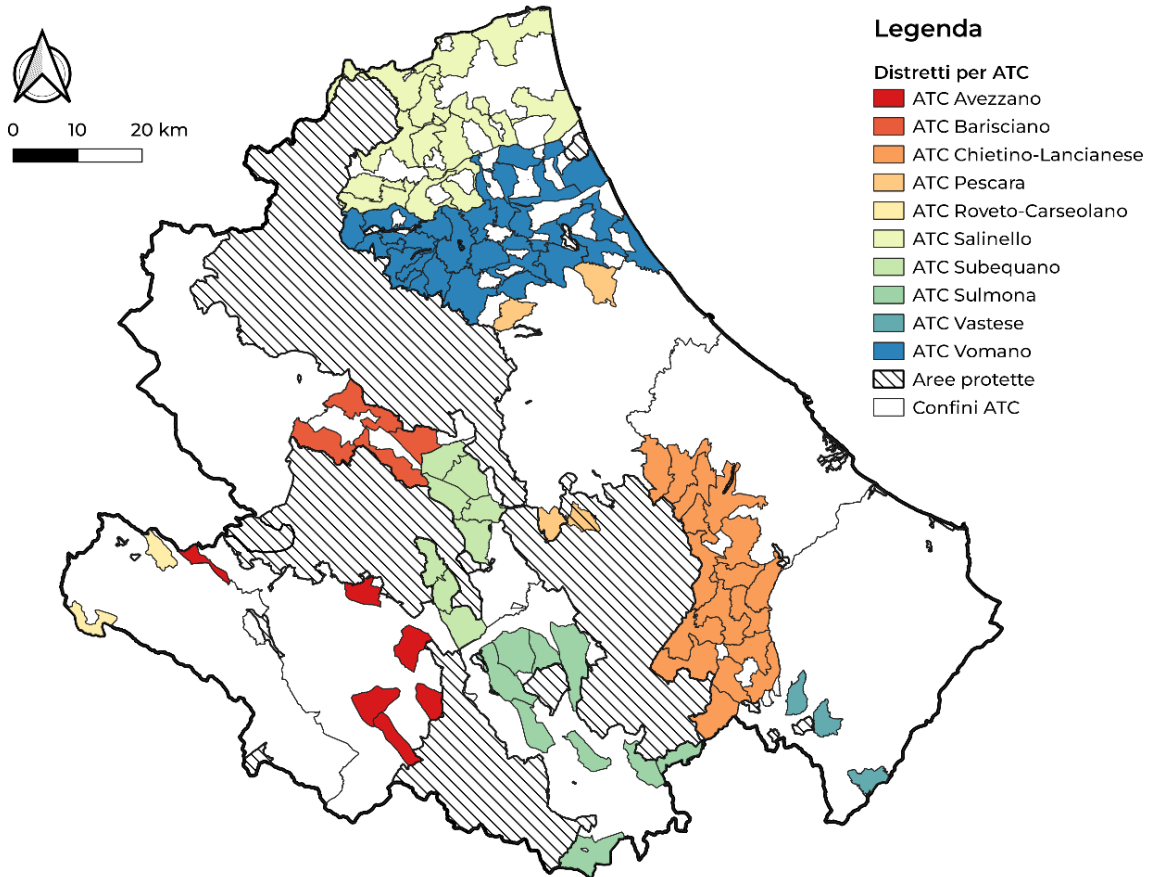 Legenda
Distretti per ATC
ATC Avezzano
ATC Barisciano
ATC Chietino-Lancianese
ATC Pescara
ATC Roveto-Carseolano
ATC Salinello
ATC Subequano
ATC Sulmona
ATC Vastese
ATC Vomano
Aree protette
Confini ATC
0 10 20 km